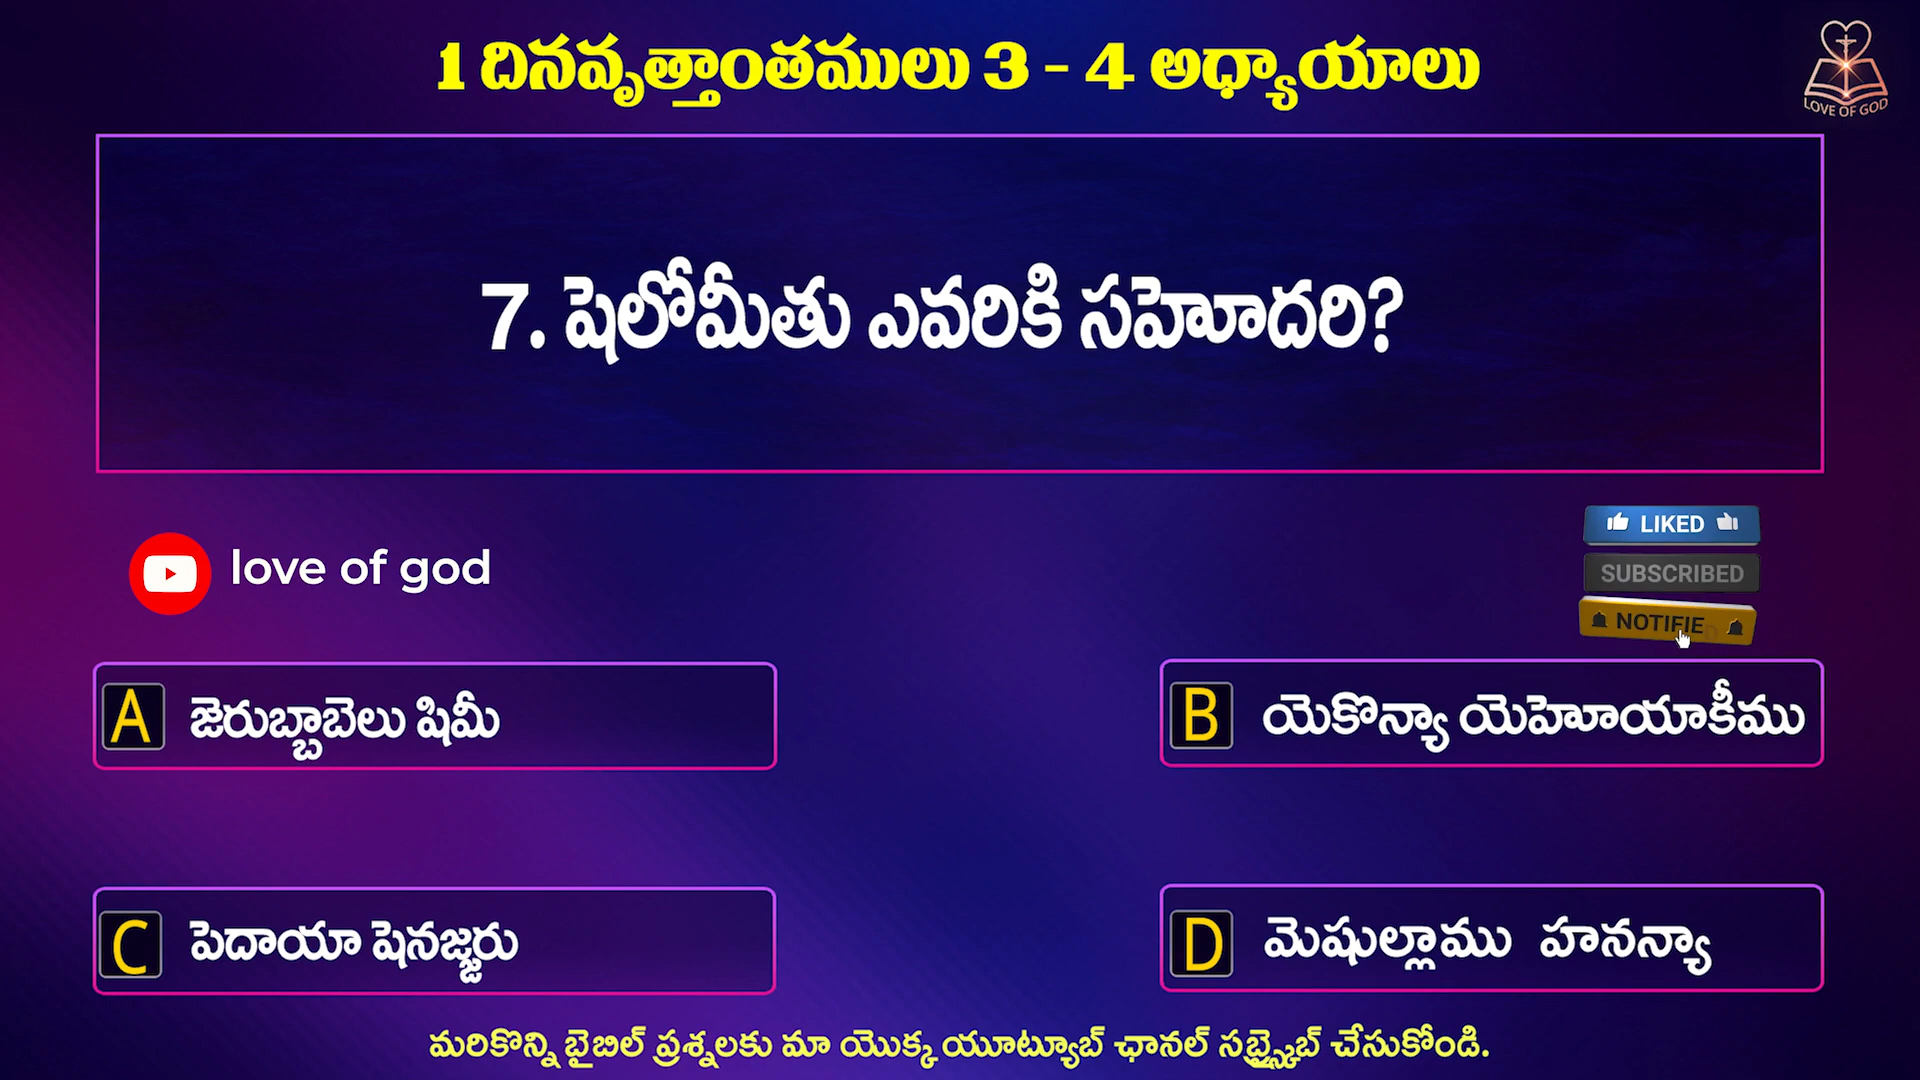 1 దినవృత్తాంతములు 3 - 4 అధ్యాయాలు
LOVE OF GOD
7. షెలోమీతు ఎవరికి సహెూదరి?
love of god
LIKED
SUBSCRIBED
NOTIFIE
A జెరుబ్బాబెలు షిమీ
B యెకొన్యా యెహెూయాకీము
C పెదాయా షెనజ్జరు
D మెషుల్లాము హనన్యా
మరికొన్ని బైబిల్ ప్రశ్నలకు మా యొక్క యూట్యూబ్ ఛానల్ సబ్స్క్రైబ్ చేసుకోండి.